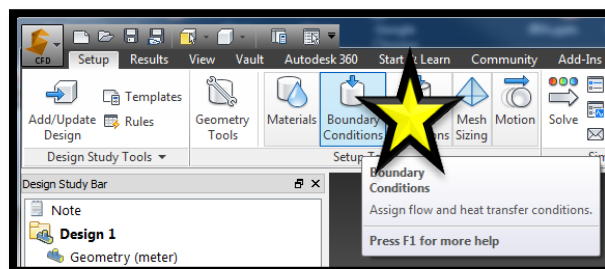 CFD
Setup Results View Vault Autodesk 360 Start Learn Community Add-Ins
Add/Update
Design
Templates
Rules
Geometry
Tools
Materials
Boundary
Conditions
Mesh
Sizing
Motion
Solve
Design Study Tools
Setup
Design Study Bar
Note
Design 1
Geometry (meter)
Boundary
Conditions
Assign flow and heat transfer conditions.
Press F1 for more help